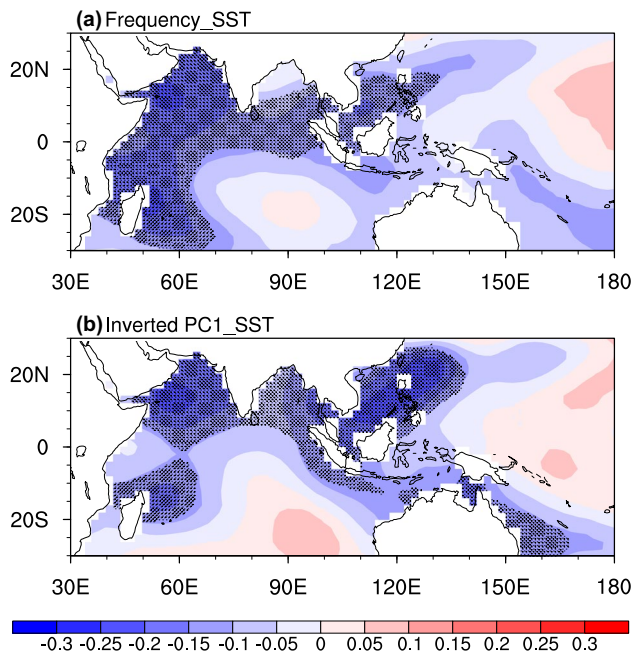 (a) Frequency_SST
20N
0
20S
30E 60E 90E 120E 150E 180
(b) Inverted PC1_SST
20N
0
20S
30E 60E 90E 120E 150E 180
-0.3 -0.25 -0.2 -0.15 -0.1 -0.05 0 0.05 0.1 0.15 0.2 0.25 0.3